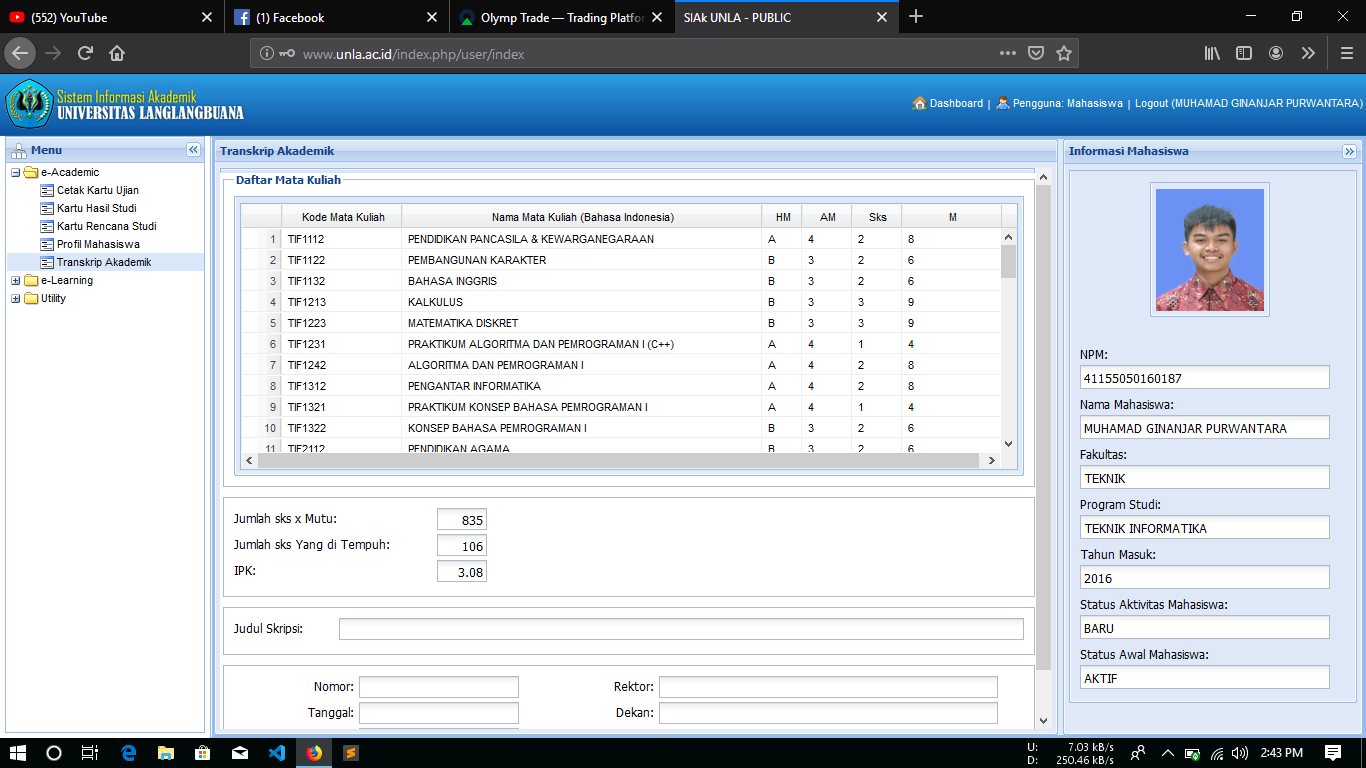 (552) YouTube
(1) Facebook
Olymp Trade — Trading Platfor
SIAk UNLA - PUBLIC
www.unla.ac.id/index.php/user/index
Sistem Informasi Akademik
UNIVERSITAS LANGLANGBUANA
Dashboard | Pengguna: Mahasiswa | Logout (MUHAMAD GINANJAR PURWANTARA)
Menu
e-Academic
Cetak Kartu Ujian
Kartu Hasil Studi
Kartu Rencana Studi
Profil Mahasiswa
Transkrip Akademik
e-Learning
Utility
Transkrip Akademik
Daftar Mata Kuliah
Kode Mata Kuliah Nama Mata Kuliah (Bahasa Indonesia) HM AM Sks M
1 TIF1112 PENDIDIKAN PANCASILA & KEWARGANEGARAAN A 4 2 8
2 TIF1122 PEMBANGUNAN KARAKTER B 3 2 6
3 TIF1132 BAHASA INGGRIS B 3 2 6
4 TIF1213 KALKULUS B 3 3 9
5 TIF1223 MATEMATIKA DISKRET B 3 3 9
6 TIF1231 PRAKTIKUM ALGORITMA DAN PEMROGRAMAN I (C++) A 4 1 4
7 TIF1242 ALGORITMA DAN PEMROGRAMAN I A 4 2 8
8 TIF1312 PENGANTAR INFORMATIKA A 4 2 8
9 TIF1321 PRAKTIKUM KONSEP BAHASA PEMROGRAMAN I A 4 1 4
10 TIF1322 KONSEP BAHASA PEMROGRAMAN I B 3 2 6
11 TIF2112 PENDIDIKAN AGAMA B 3 2 6
Jumlah sks x Mutu: 835
Jumlah sks Yang di Tempuh: 106
IPK: 3.08
Judul Skripsi:
Nomor:
Rektor:
Tanggal:
Dekan:
Informasi Mahasiswa
NPM:
41155050160187
Nama Mahasiswa:
MUHAMAD GINANJAR PURWANTARA
Fakultas:
TEKNIK
Program Studi:
TEKNIK INFORMATIKA
Tahun Masuk:
2016
Status Aktivitas Mahasiswa:
BARU
Status Awal Mahasiswa:
AKTIF
U: 7.03 kB/s
D: 250.46 kB/s
2:43 PM